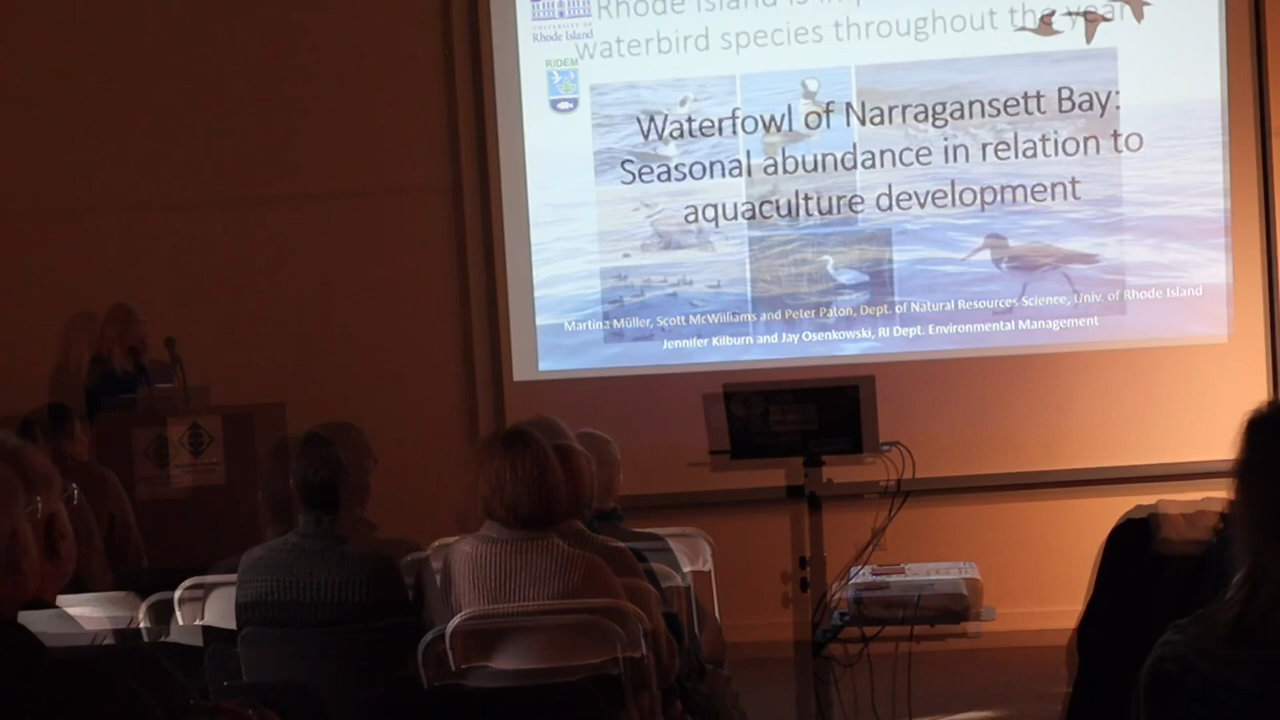 Rhode Island is imp
waterbird species throughout the year
UNIVERSITY OF
Rhode Island
RIDEM
Waterfowl of Narragansett Bay:
Seasonal abundance in relation to
aquaculture development
Martina Müller, Scott McWilliams and Peter Paton, Dept. of Natural Resources Science, Univ. of Rhode Island
Jennifer Kilburn and Jay Osenkowski, RI Dept. Environmental Management